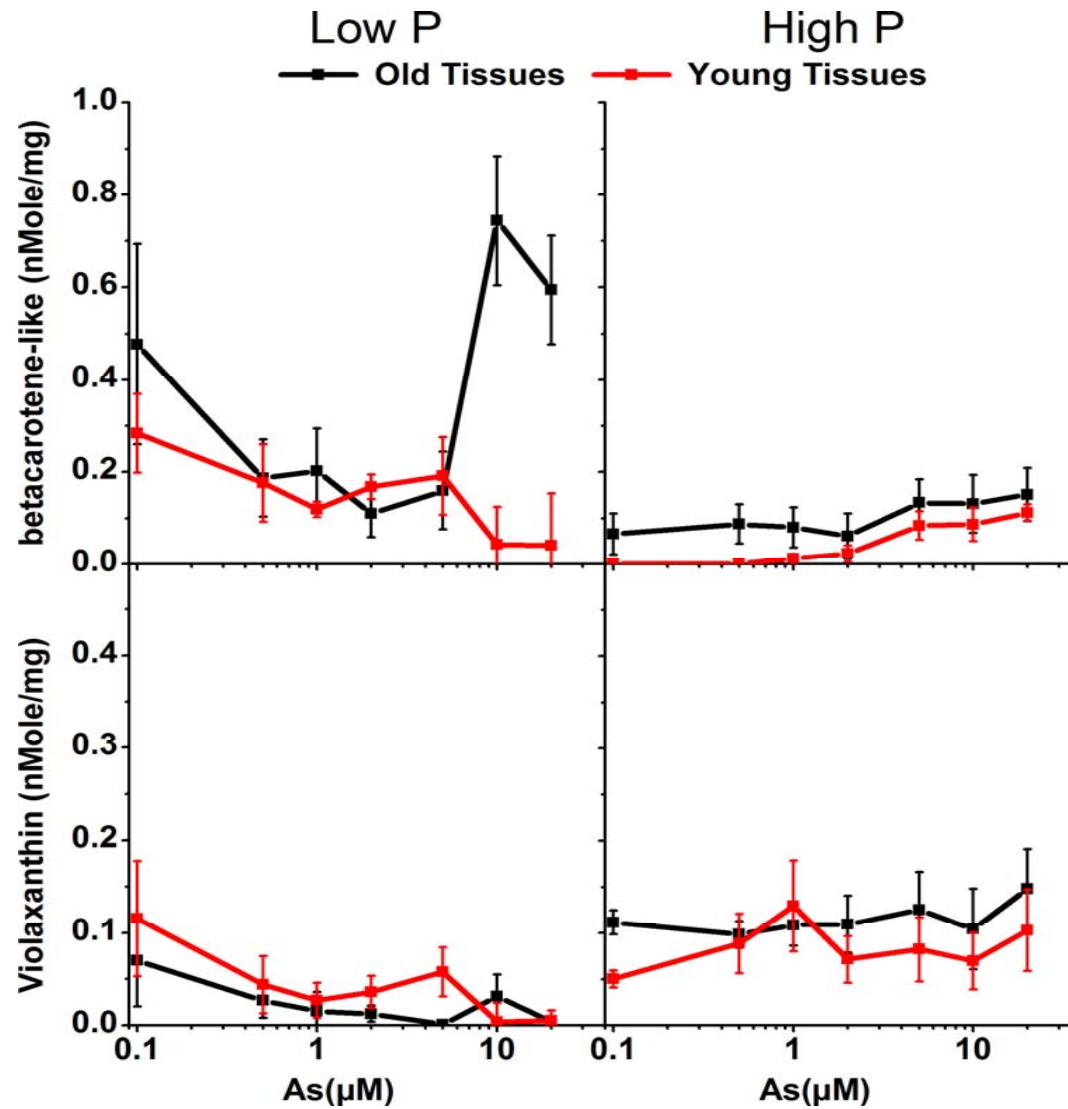 Low P High P
Old Tissues Young Tissues
betacarotene-like (nMole/mg)
1.0
0.8
0.6
0.4
0.2
0.0
Violaxanthin (nMole/mg)
0.4
0.3
0.2
0.1
0.0
0.1 1 10 0.1 1 10
As(µM) As(µM)